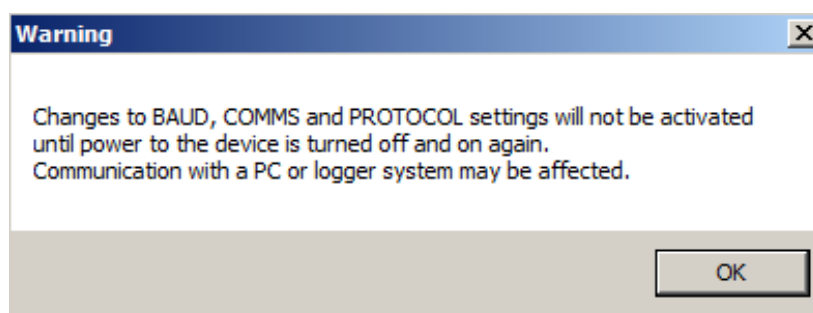 Warning
Changes to BAUD, COMMS and PROTOCOL settings will not be activated
until power to the device is turned off and on again.
Communication with a PC or logger system may be affected.
OK